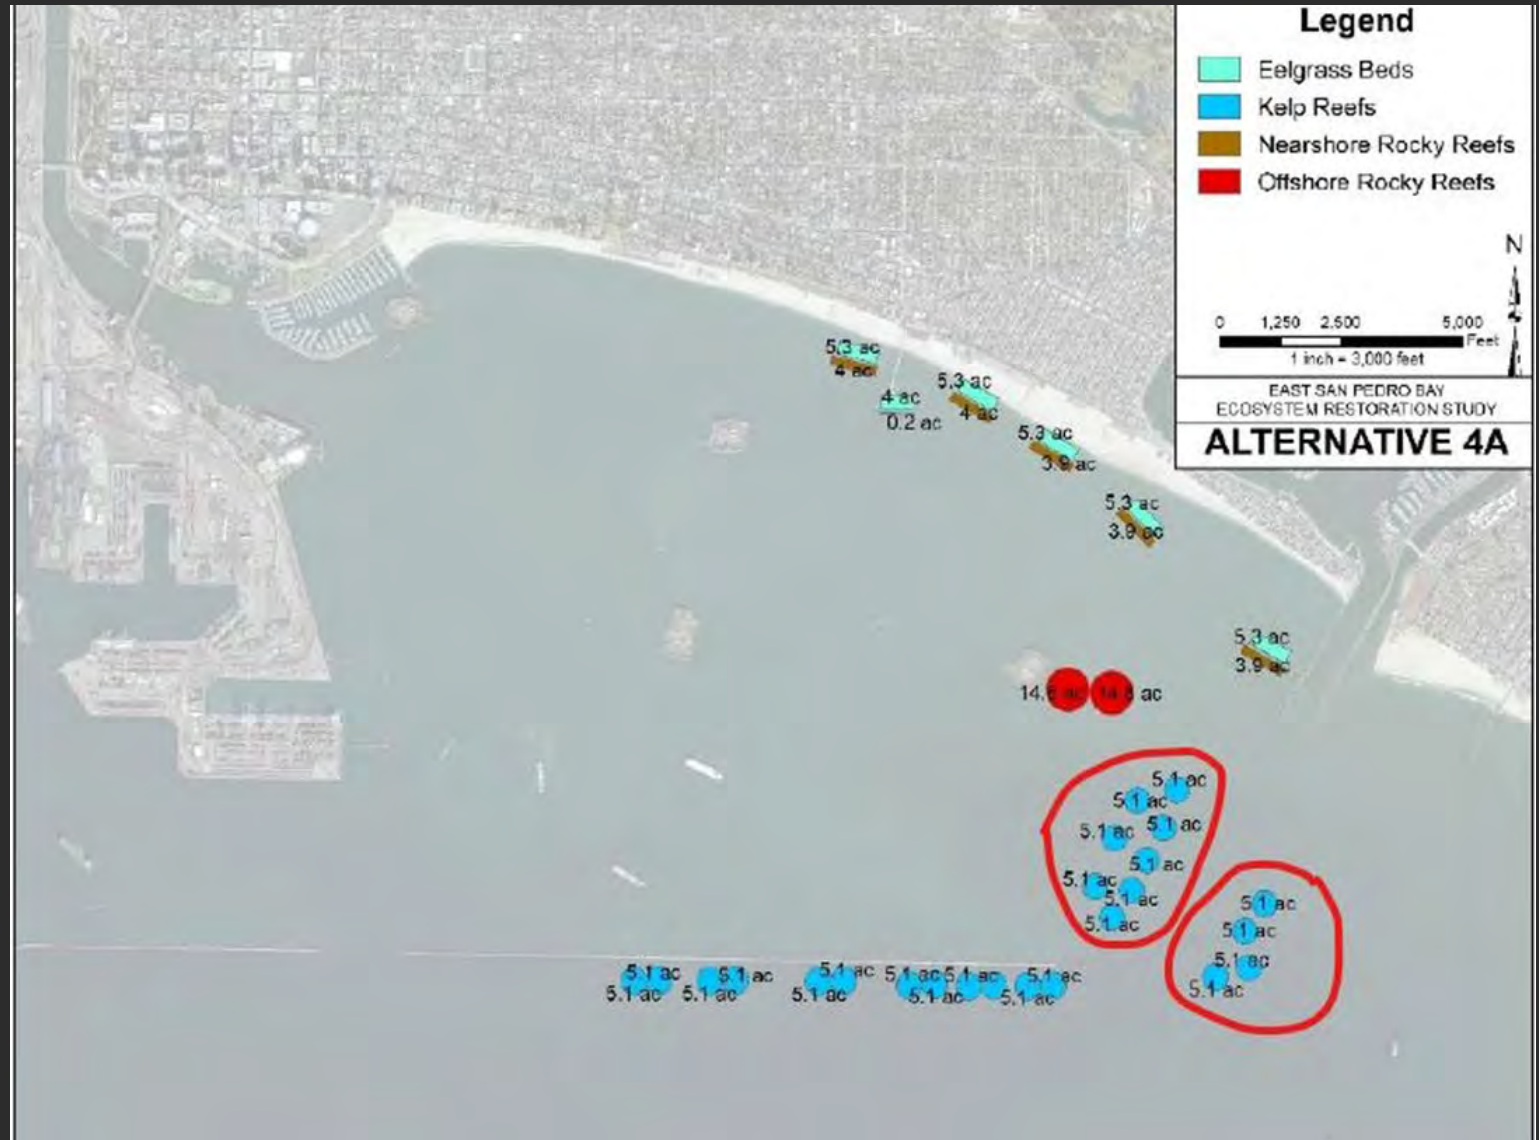 Legend
Eelgrass Beds
Kelp Reefs
Nearshore Rocky Reefs
Offshore Rocky Reefs
N
0 1,250 2,500 5,000
Feet
1 inch = 3,000 feet
EAST SAN PEDRO BAY
ECOSYSTEM RESTORATION STUDY
ALTERNATIVE 4A
5.3 ac
4 ac
4 ac
0.2 ac
5.3 ac
4 ac
5.3 ac
3.9 ac
5.3 ac
3.9 ac
5.3 ac
3.9 ac
ac
5.1 ac
5.1 ac
5.1 ac
5.1 ac
5.1 ac
5.1 ac
5.1 ac
5.1 ac
5.1 ac
5.1 ac
5.1 ac
5.1 ac
5.1 ac 5.1 ac 5.1 ac 5.1 ac 5.1 ac 5.1 ac
5.1 ac 5.1 ac 5.1 ac 5.1 ac 5.1 ac